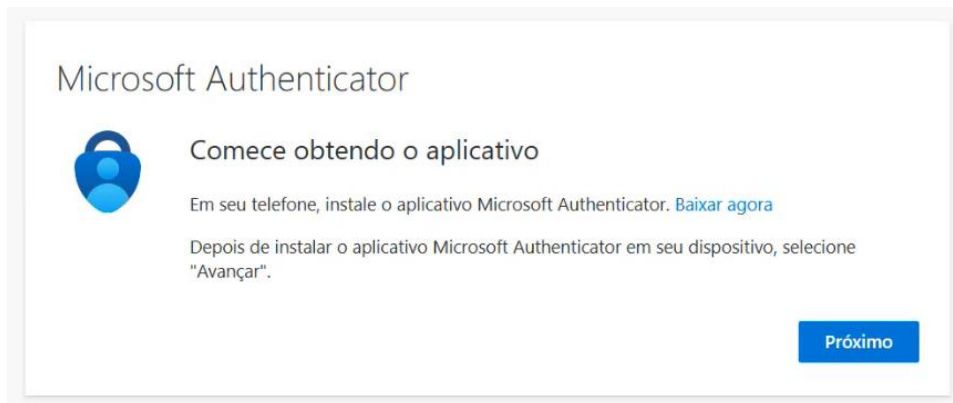 Microsoft Authenticator
Comece obtendo o aplicativo
Em seu telefone, instale o aplicativo Microsoft Authenticator. Baixar agora
Depois de instalar o aplicativo Microsoft Authenticator em seu dispositivo, selecione
"Avançar".
Próximo